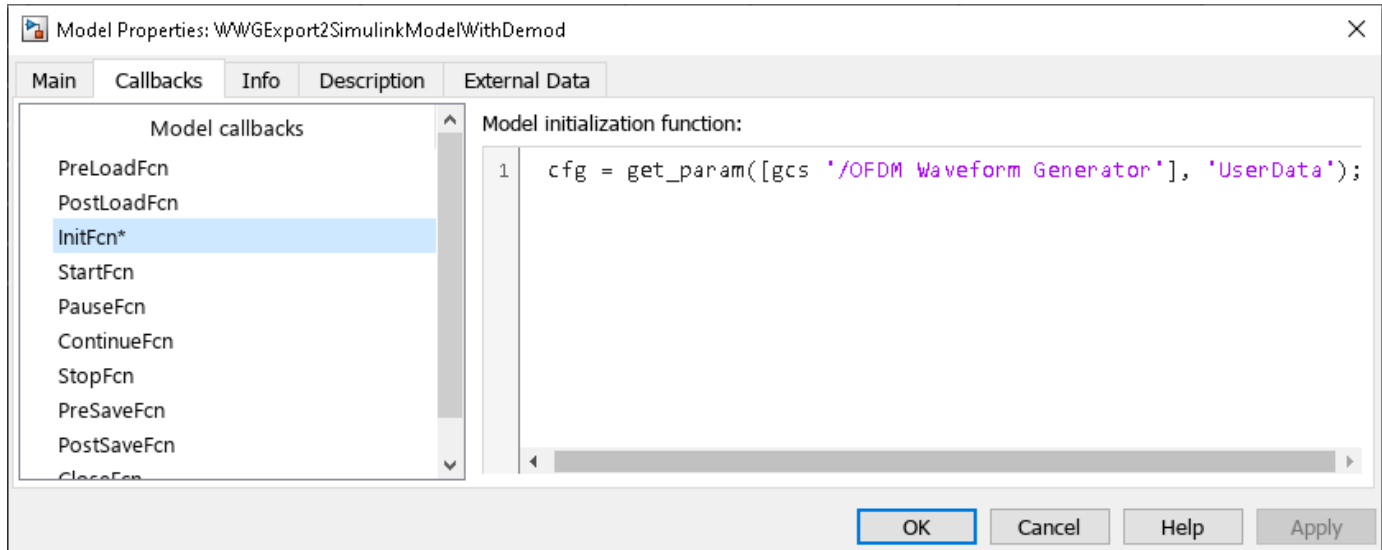 Model Properties: WWGExport2SimulinkModelWithDemod
Main Callbacks Info Description External Data
Model callbacks
PreLoadFcn
PostLoadFcn
InitFcn*
StartFcn
PauseFcn
ContinueFcn
StopFcn
PreSaveFcn
PostSaveFcn
CloseFcn
Model initialization function:
1 cfg = get_param([gcs '/OFDM Waveform Generator'], 'UserData');
OK Cancel Help Apply